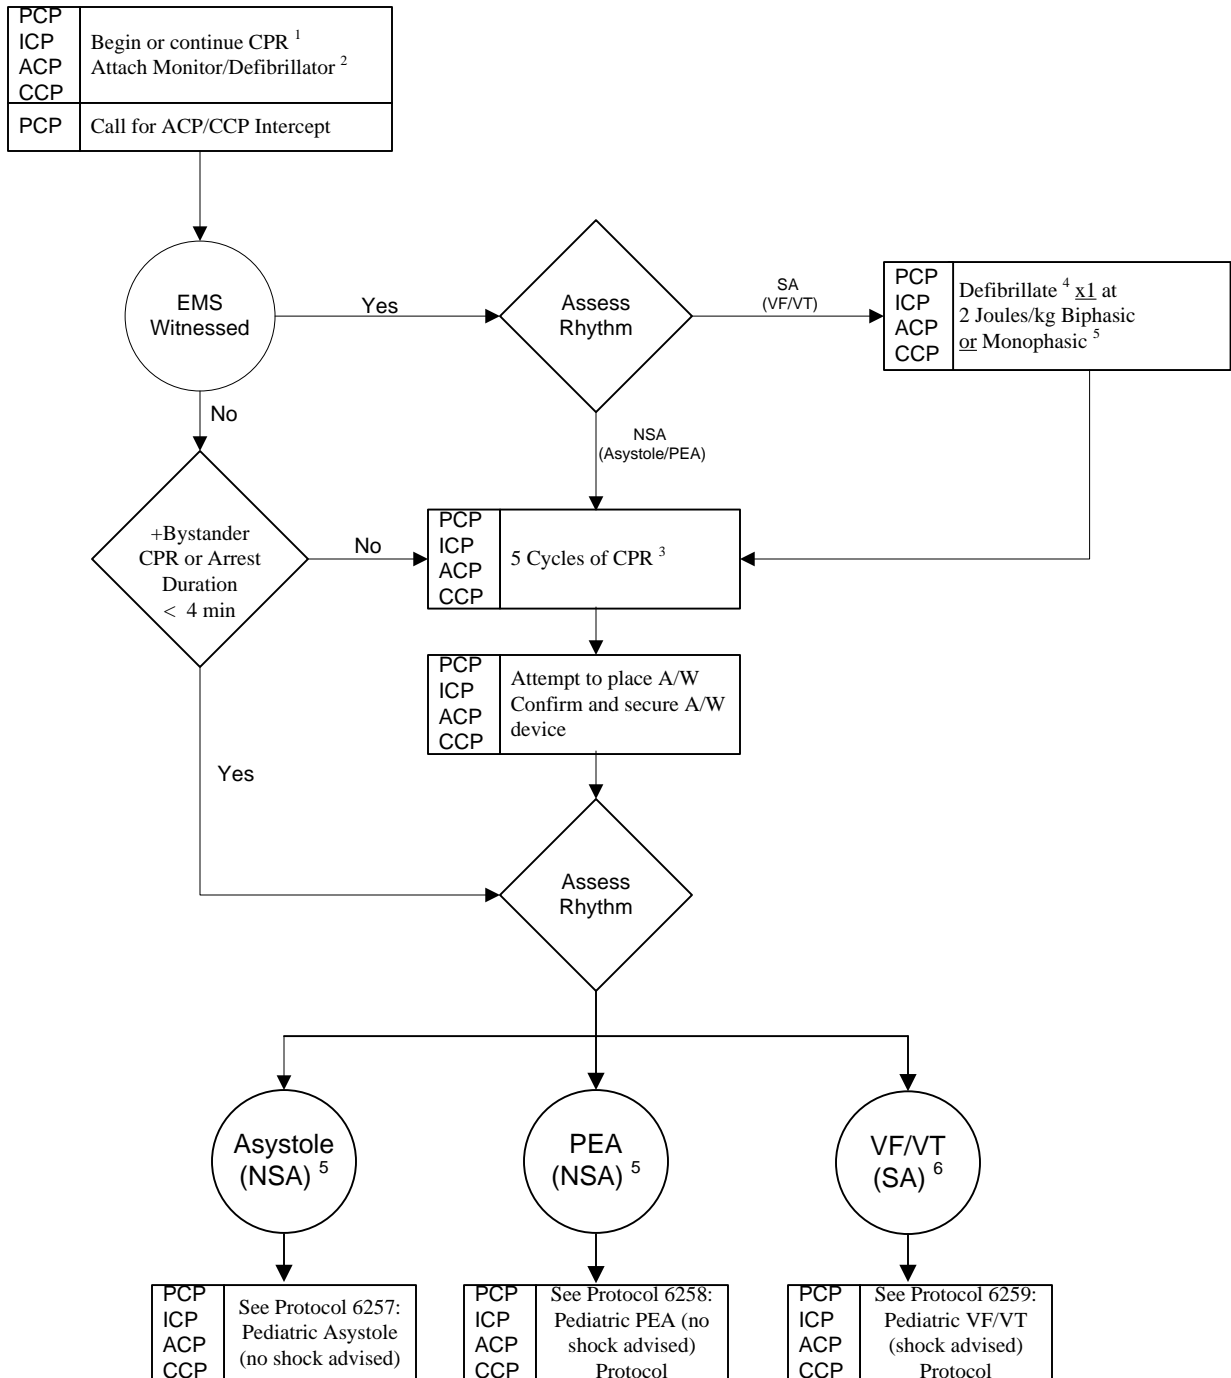 PCP
ICP
ACP
CCP
Begin or continue CPR 1
Attach Monitor/Defibrillator 2
PCP
Call for ACP/CCP Intercept
EMS
Witnessed
Yes
Assess
Rhythm
SA
(VF/VT)
PCP
ICP
ACP
CCP
Defibrillate 4 x1 at
2 Joules/kg Biphasic
or Monophasic 5
No
NSA
(Asystole/PEA)
+Bystander
CPR or Arrest
Duration
< 4 min
No
PCP
ICP
ACP
CCP
5 Cycles of CPR 3
PCP
ICP
ACP
CCP
Attempt to place A/W
Confirm and secure A/W
device
Yes
Assess
Rhythm
Asystole
(NSA) 5
PEA
(NSA) 5
VF/VT
(SA) 6
PCP
ICP
ACP
CCP
See Protocol 6257:
Pediatric Asystole
(no shock advised)
PCP
ICP
ACP
CCP
See Protocol 6258:
Pediatric PEA (no
shock advised)
Protocol
PCP
ICP
ACP
CCP
See Protocol 6259:
Pediatric VF/VT
(shock advised)
Protocol